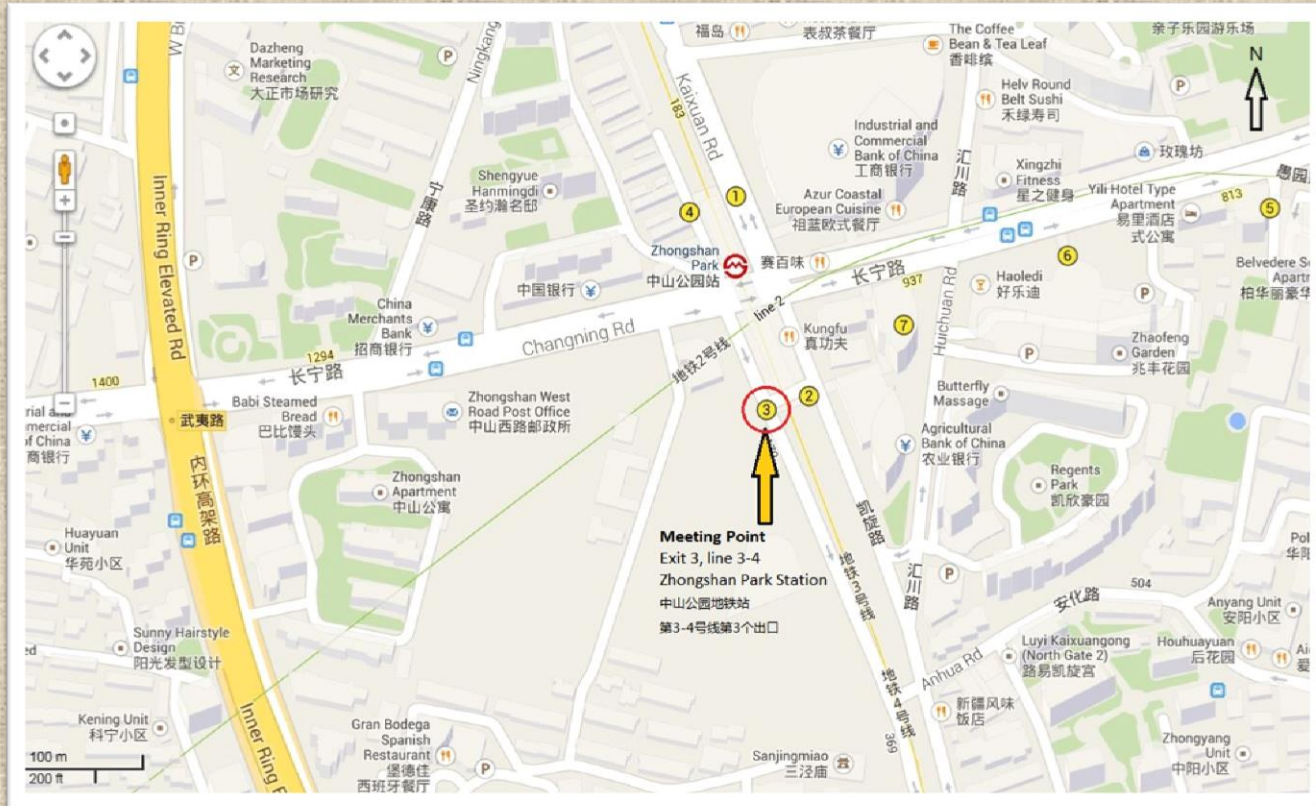 福岛
表叔茶餐厅
The Coffee
Bean & Tea Leaf
香啡缤
亲子乐园游乐场
N
Dazheng
Marketing
Research
大正市场研究
P
Ningkang
宁康路
183
Kaixuan Rd
Helv Round
Belt Sushi
禾绿寿司
P
Industrial and
Commercial
Bank of China
工商银行
汇川路
Xingzhi
Fitness
星之健身
玫瑰坊
愚园
Shengyue
Hanmingdi
圣约瀚名邸
1
4
Azur Coastal
European Cuisine
祖蓝欧式餐厅
Yili Hotel Type
Apartment
易里酒店
式公寓
813
5
Inner Ring Elevated Rd
P
Zhongshan
Park
中山公园站
赛百味
长宁路
937
6
中国银行
line 2
Haoledi
好乐迪
P
China
Merchants
Bank
招商银行
Changning Rd
Kungfu
真功夫
7
Huichuan Rd
P
Zhaofeng
Garden
兆丰花园
1294
长宁路
1400
地铁2号线
武夷路
Babi Steamed
Bread
巴比馒头
Zhongshan West
Road Post Office
中山西路邮政所
3
2
Butterfly
Massage
Agricultural
Bank of China
农业银行
内环高架路
Zhongshan
Apartment
中山公寓
Regents
Park
凯欣豪园
Meeting Point
Exit 3, line 3-4
Zhongshan Park Station
中山公园地铁站
第3-4号线第3个出口
凯旋路
地铁3号线
汇川路
P
安化路
504
Huayuan
Unit
华苑小区
Anyang Unit
安阳小区
Sunny Hairstyle
Design
阳光发型设计
Luyi Kaixuangong
(North Gate 2)
路易凯旋宫
Houhuayuan
后花园
Anhua Rd
地铁4号线
369
新疆风味
饭店
Kening Unit
科宁小区
Inner Ring
Gran Bodega
Spanish
Restaurant
堡德佳
西班牙餐厅
P
Sanjingmiao
三泾庙
Zhongyang
Unit
中阳小区
100 m
200 ft